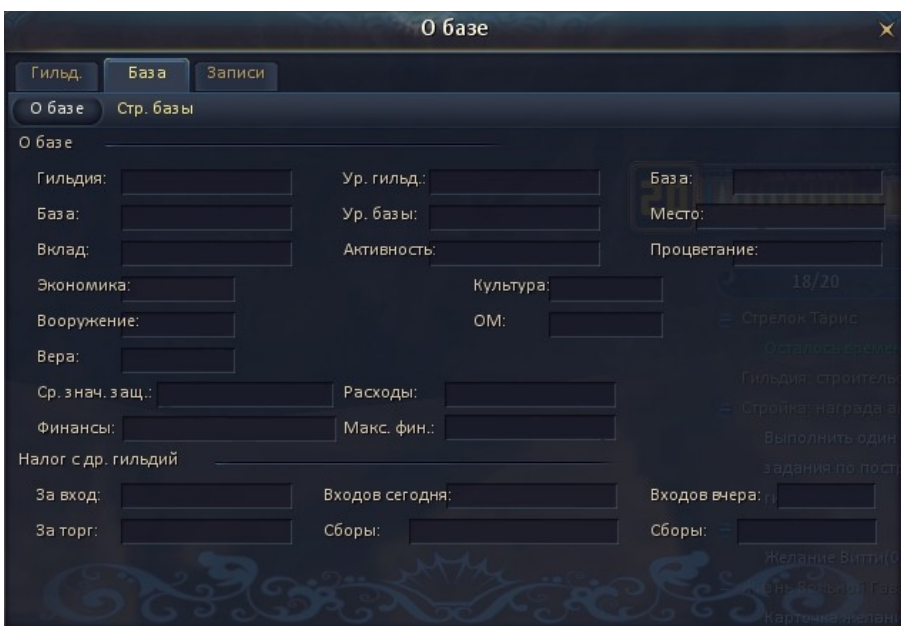 О базе
Гильд. База Записи
О базе Стр. базы
О базе
Гильдия: Ур. гильд.: База:
База: Ур. базы: Место:
Вклад: Активность: Процветание:
Экономика: Культура: 18/20
Вооружение: ОМ: Стрелок Тарис
Вера:
Гильдия: строитель
Ср. знач. защ.: Расходы:
Стройка: награда
Финансы: Макс. фин.:
Выполнить один
Налог с др. гильдий
задания по
За вход: Входов сегодня: Входов вчера:
За торг: Сборы: Сборы:
Желание Витти